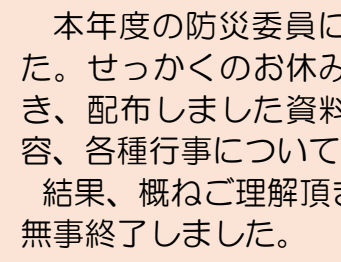 本年度の防災委員に
た。せっかくのお休み
き、配布しました資料
容、各種行事について
結果、概ねご理解頂き
無事終了しました。